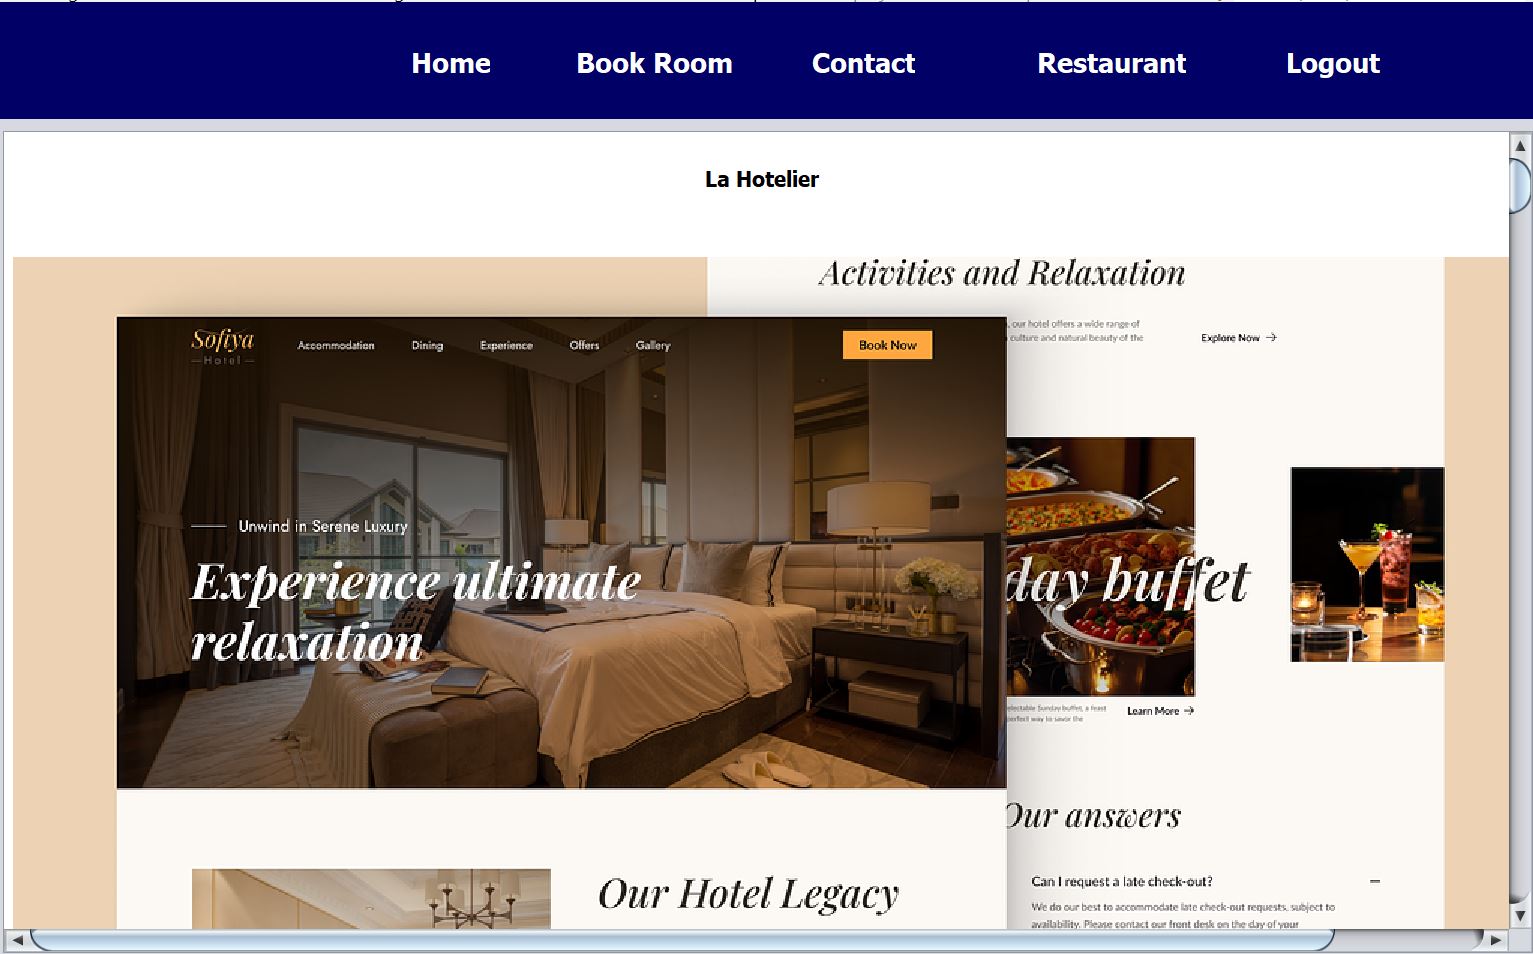 Home Book Room Contact Restaurant Logout
La Hotelier
Activities and Relaxation
, our hotel offers a wide range of
culture and natural beauty of the
Explore Now →
Sofiya
Hotel
Accommodation Dining Experience Offers Gallery
Book Now
Unwind in Serene Luxury
Experience ultimate
relaxation
day buffet
electable Sunday buffet, a feast
perfect way to savor the
Learn More →
Our answers
Can I request a late check-out?
We do our best to accommodate late check-out requests, subject to
availability. Please contact our front desk on the day of your
Our Hotel Legacy